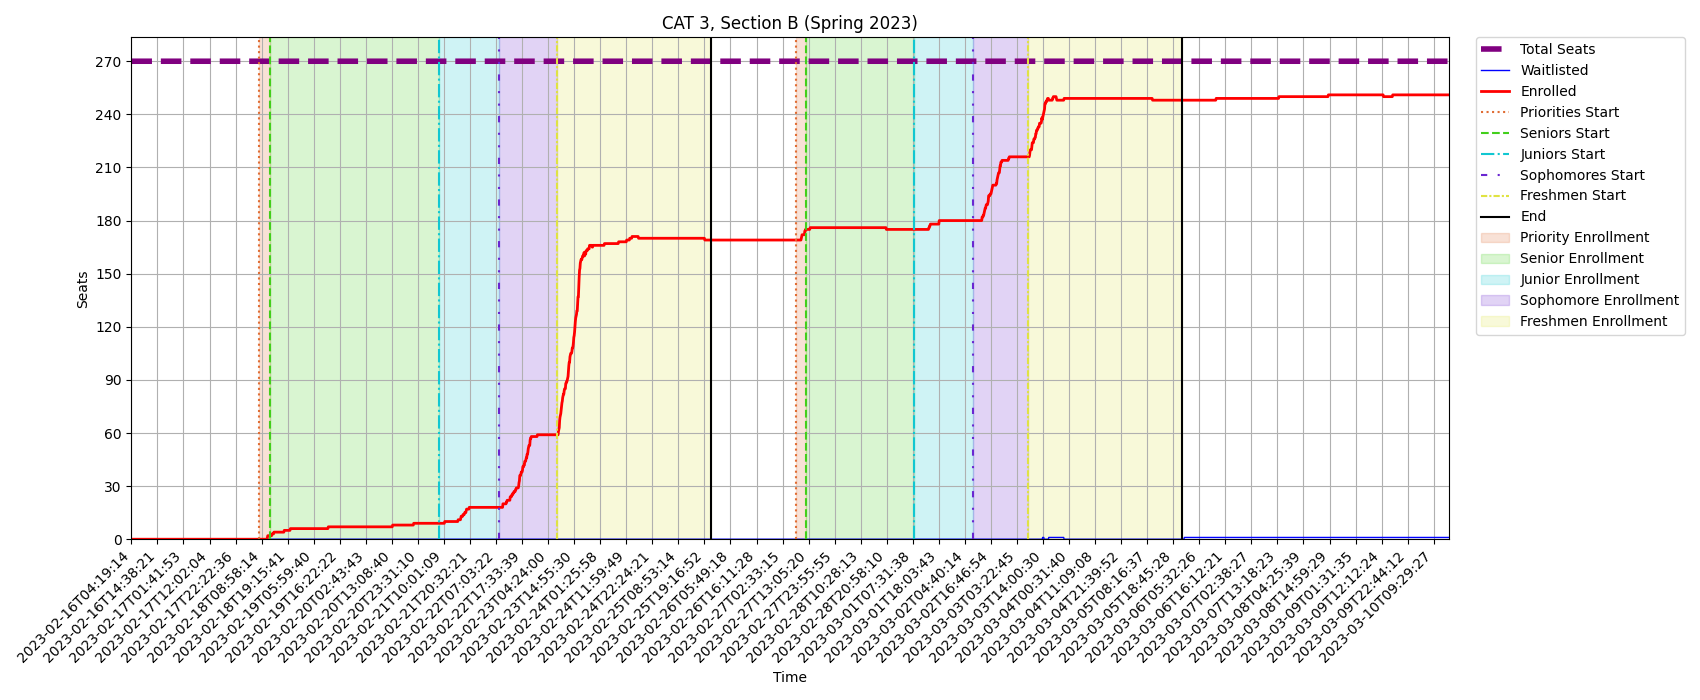 CAT 3, Section B (Spring 2023)
Seats
270
240
210
180
150
120
90
60
30
0
2023-02-16T04:19:14
2023-02-16T14:38:21
2023-02-17T01:41:53
2023-02-17T12:02:04
2023-02-17T22:22:36
2023-02-18T08:58:14
2023-02-18T19:15:41
2023-02-19T05:59:40
2023-02-19T16:22:22
2023-02-20T02:43:43
2023-02-20T13:08:40
2023-02-20T23:31:10
2023-02-21T10:01:09
2023-02-21T20:32:21
2023-02-22T07:03:22
2023-02-22T17:33:39
2023-02-23T04:24:00
2023-02-23T14:55:30
2023-02-24T01:25:58
2023-02-24T11:59:49
2023-02-24T22:24:21
2023-02-25T08:53:14
2023-02-25T19:16:52
2023-02-26T05:49:18
2023-02-26T16:11:28
2023-02-27T02:33:15
2023-02-27T13:05:20
2023-02-27T23:55:55
2023-02-28T10:28:13
2023-02-28T20:58:10
2023-03-01T07:31:38
2023-03-01T18:03:43
2023-03-02T04:40:14
2023-03-02T16:46:54
2023-03-03T03:22:45
2023-03-03T14:00:30
2023-03-04T00:31:40
2023-03-04T11:09:08
2023-03-04T21:39:52
2023-03-05T08:16:37
2023-03-05T18:45:28
2023-03-06T05:32:26
2023-03-06T16:12:21
2023-03-07T02:38:27
2023-03-07T13:18:23
2023-03-08T04:25:39
2023-03-08T14:59:29
2023-03-09T01:31:35
2023-03-09T12:12:24
2023-03-09T22:44:12
2023-03-10T09:29:27
Time
Total Seats
Waitlisted
Enrolled
Priorities Start
Seniors Start
Juniors Start
Sophomores Start
Freshmen Start
End
Priority Enrollment
Senior Enrollment
Junior Enrollment
Sophomore Enrollment
Freshmen Enrollment